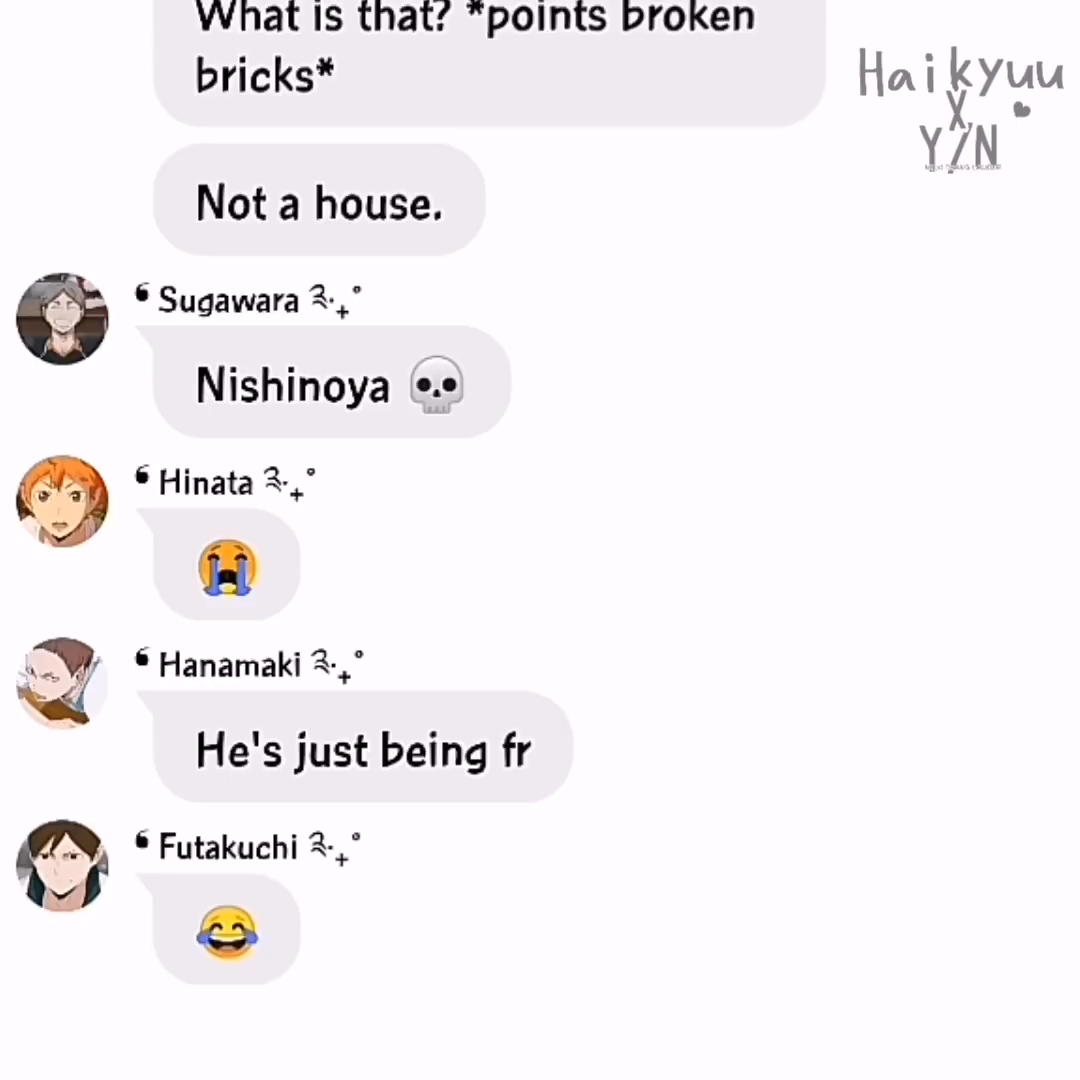 What is that? *points broken
bricks*
Haikyuu
X
Y/N
Not a house.
❛ Sugawara ༉‧₊˚
Nishinoya 💀
❛ Hinata ༉‧₊˚
😭
❛ Hanamaki ༉‧₊˚
He's just being fr
❛ Futakuchi ༉‧₊˚
😂